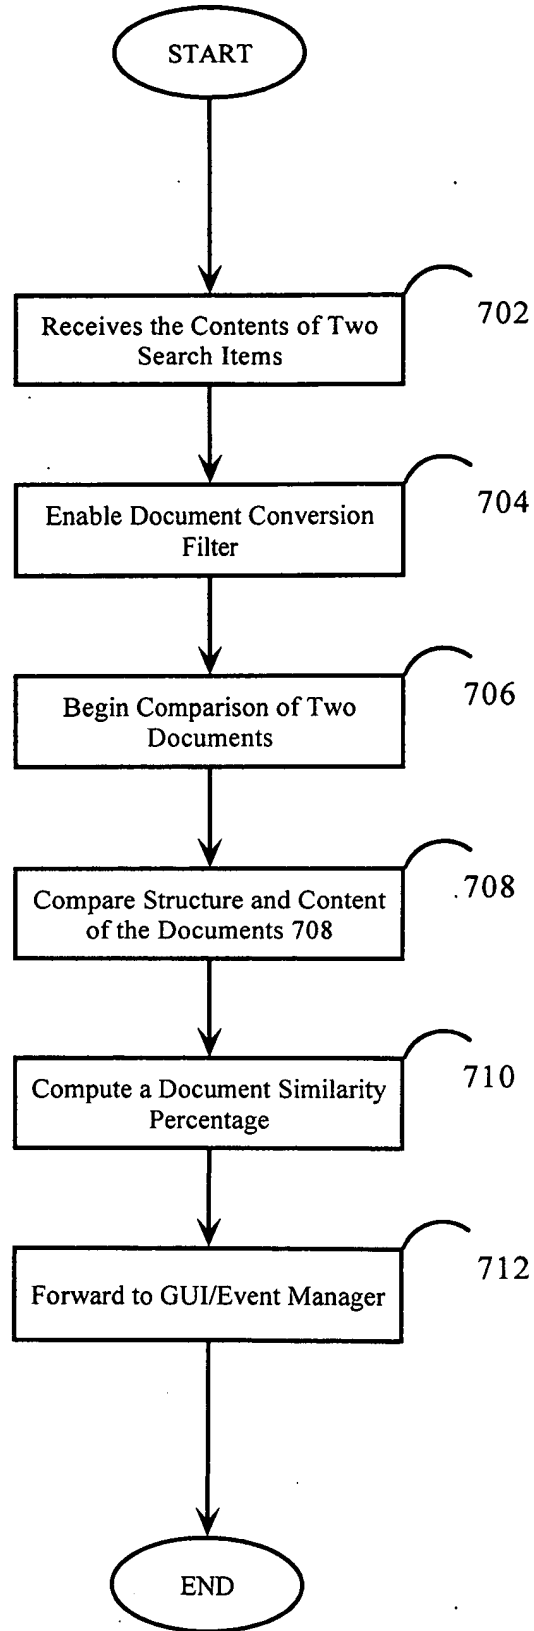 START
702
Receives the Contents of Two
Search Items
704
Enable Document Conversion
Filter
706
Begin Comparison of Two
Documents
708
Compare Structure and Content
of the Documents 708
710
Compute a Document Similarity
Percentage
712
Forward to GUI/Event Manager
END